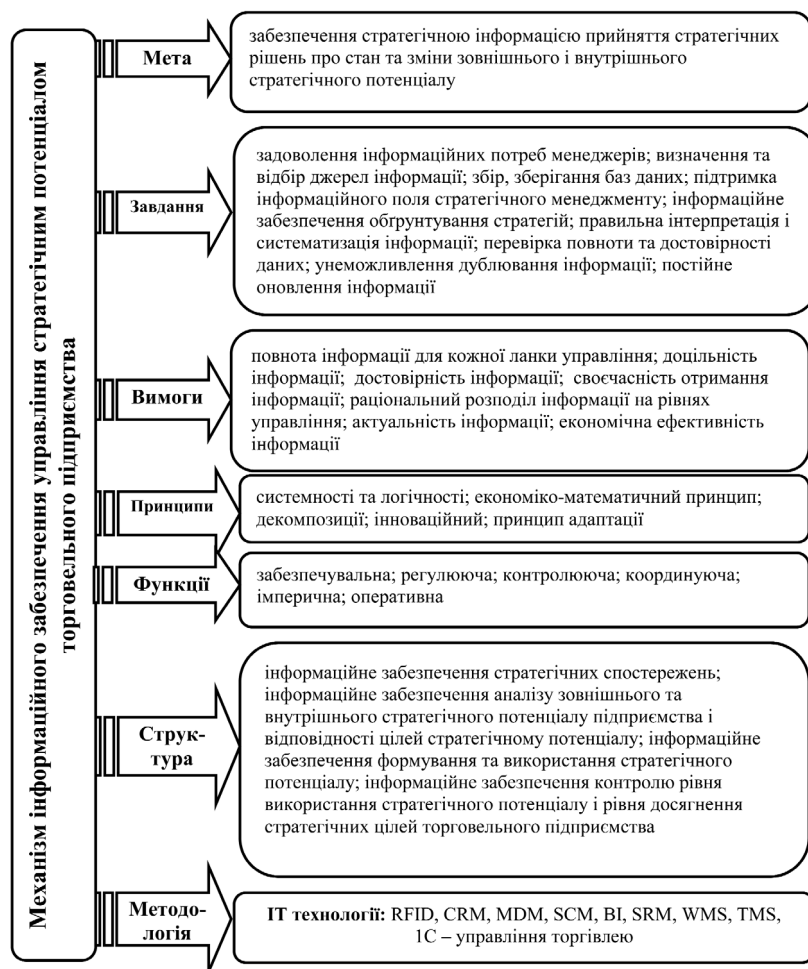 Механізм інформаційного забезпечення управління стратегічним потенціалом
торговельного підприємства
Мета
забезпечення стратегічною інформацією прийняття стратегічних
рішень про стан та зміни зовнішнього і внутрішнього
стратегічного потенціалу
Завдання
задоволення інформаційних потреб менеджерів; визначення та
відбір джерел інформації; збір, зберігання баз даних; підтримка
інформаційного поля стратегічного менеджменту; інформаційне
забезпечення обґрунтування стратегій; правильна інтерпретація і
систематизація інформації; перевірка повноти та достовірності
даних; унеможливлення дублювання інформації; постійне
оновлення інформації
Вимоги
повнота інформації для кожної ланки управління; доцільність
інформації; достовірність інформації; своєчасність отримання
інформації; раціональний розподіл інформації на рівнях
управління; актуальність інформації; економічна ефективність
інформації
Принципи
системності та логічності; економіко-математичний принцип;
декомпозиції; інноваційний; принцип адаптації
Функції
забезпечувальна; регулююча; контролююча; координуюча;
імперична; оперативна
Струк-
тура
інформаційне забезпечення стратегічних спостережень;
інформаційне забезпечення аналізу зовнішнього та
внутрішнього стратегічного потенціалу підприємства і
відповідності цілей стратегічному потенціалу; інформаційне
забезпечення формування та використання стратегічного
потенціалу; інформаційне забезпечення контролю рівня
використання стратегічного потенціалу і рівня досягнення
стратегічних цілей торговельного підприємства
Методо-
логія
ІТ технології: RFID, CRM, MDM, SCM, BI, SRM, WMS, TMS,
1С – управління торгівлею